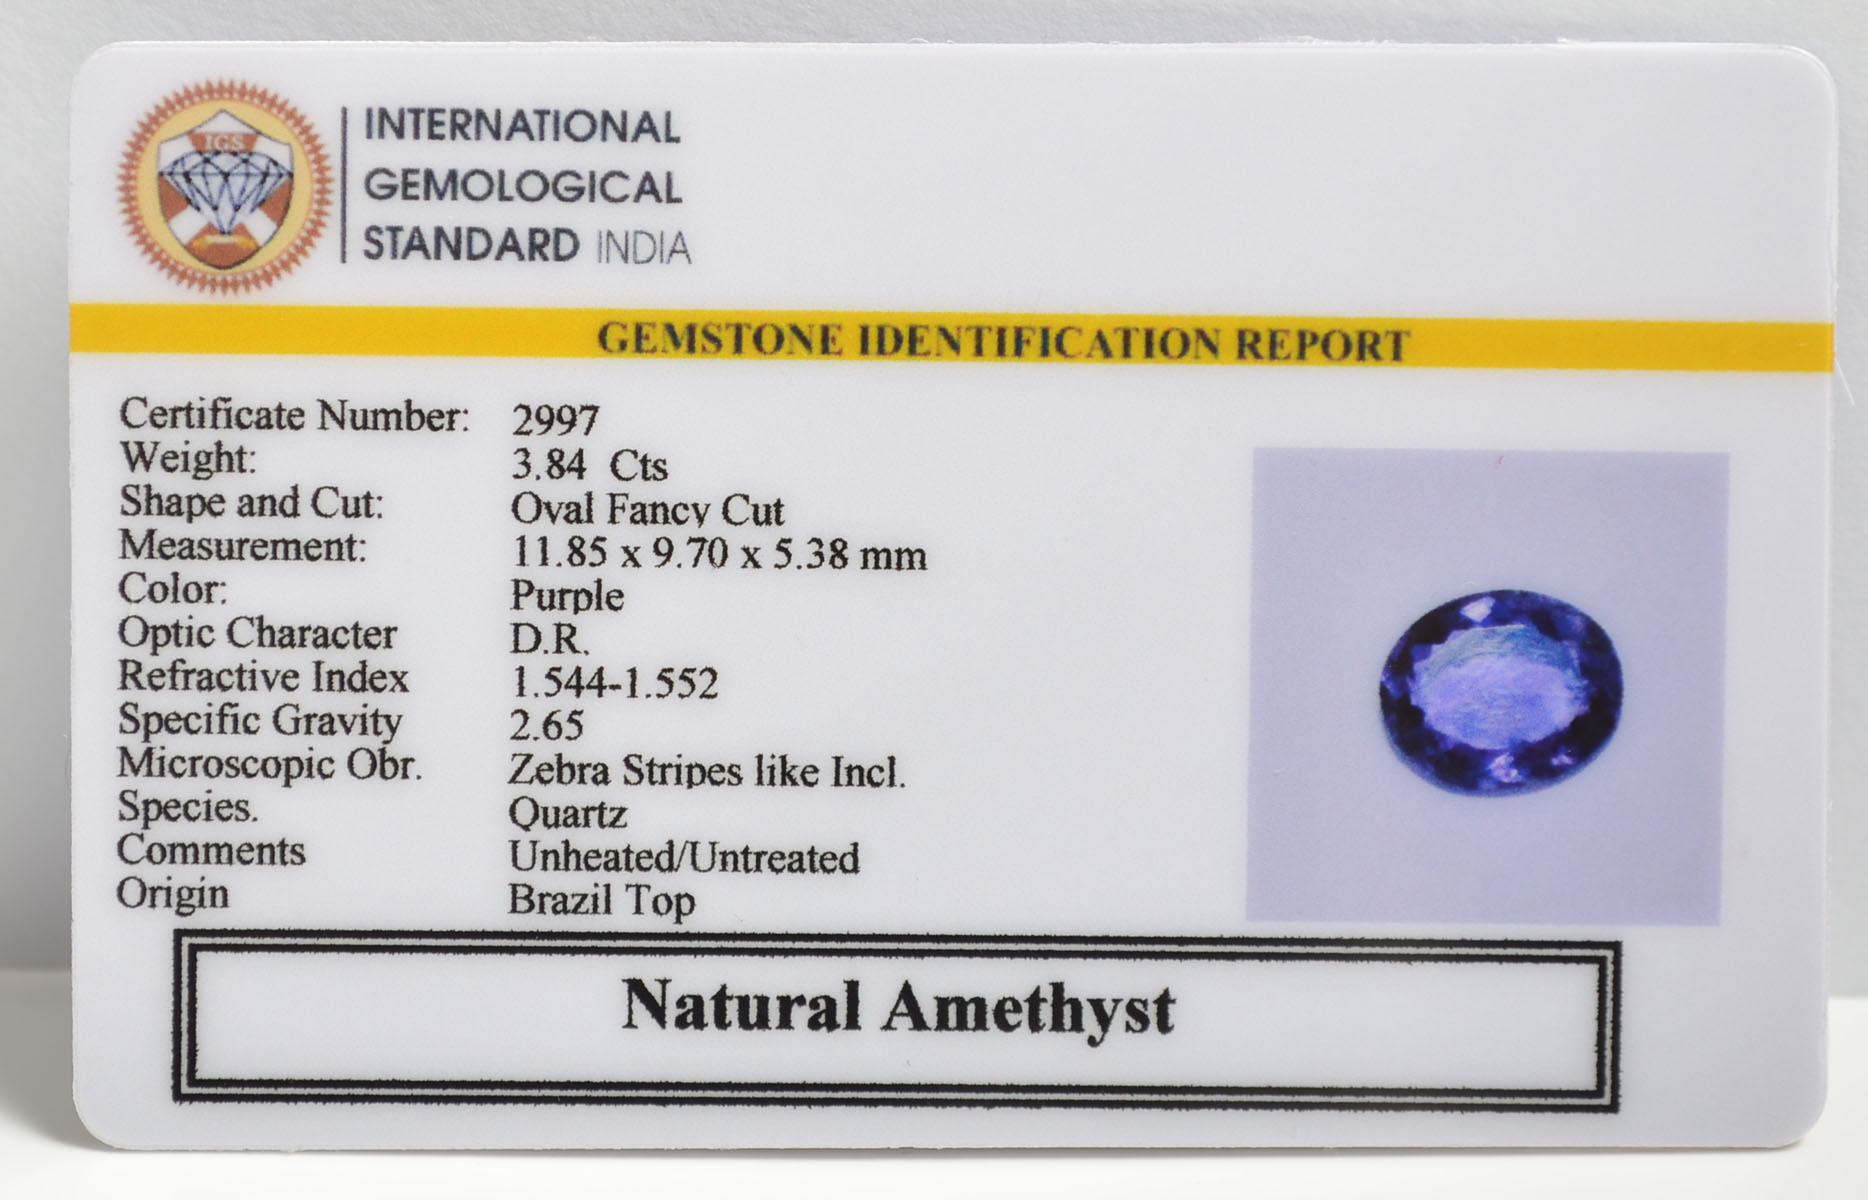 IGS
INTERNATIONAL
GEMOLOGICAL
STANDARD INDIA
GEMSTONE IDENTIFICATION REPORT
Certificate Number: 2997
Weight: 3.84 Cts
Shape and Cut: Oval Fancy Cut
Measurement: 11.85 x 9.70 x 5.38 mm
Color: Purple
Optic Character D.R.
Refractive Index 1.544-1.552
Specific Gravity 2.65
Microscopic Obr. Zebra Stripes like Incl.
Species. Quartz
Comments Unheated/Untreated
Origin Brazil Top
Natural Amethyst